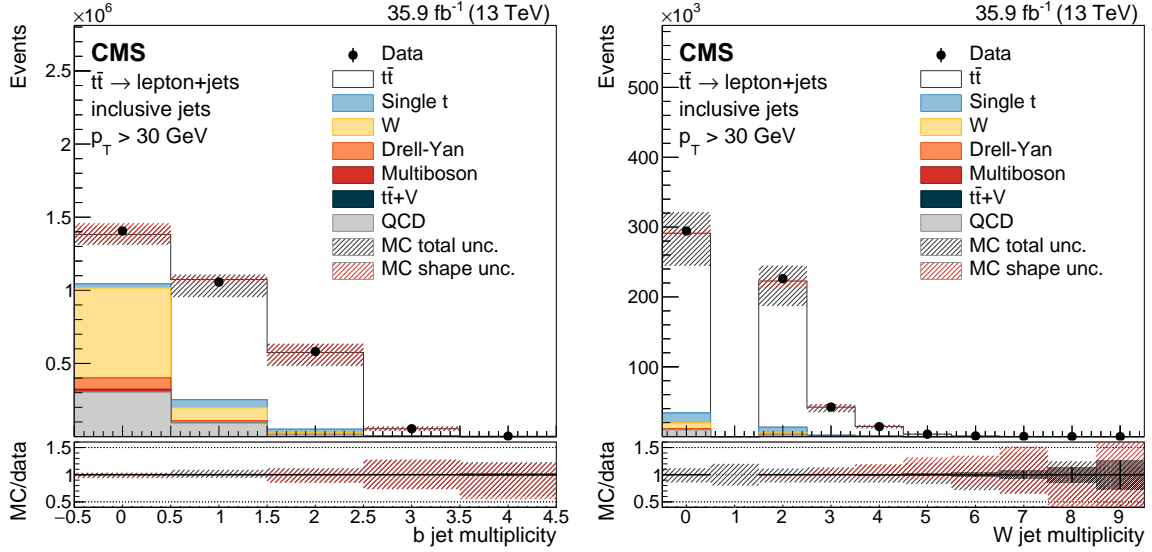 ×10⁶
35.9 fb⁻¹ (13 TeV)
Events
CMS
tt̄ → lepton+jets
inclusive jets
p_T > 30 GeV
Data
tt̄
Single t
W
Drell-Yan
Multiboson
tt̄+V
QCD
MC total unc.
MC shape unc.
2.5
2
1.5
1
0.5
MC/data
1.5
1
0.5
−0.5 0 0.5 1 1.5 2 2.5 3 3.5 4 4.5
b jet multiplicity
×10³
35.9 fb⁻¹ (13 TeV)
Events
CMS
tt̄ → lepton+jets
inclusive jets
p_T > 30 GeV
Data
tt̄
Single t
W
Drell-Yan
Multiboson
tt̄+V
QCD
MC total unc.
MC shape unc.
500
400
300
200
100
MC/data
1.5
1
0.5
0 1 2 3 4 5 6 7 8 9
W jet multiplicity